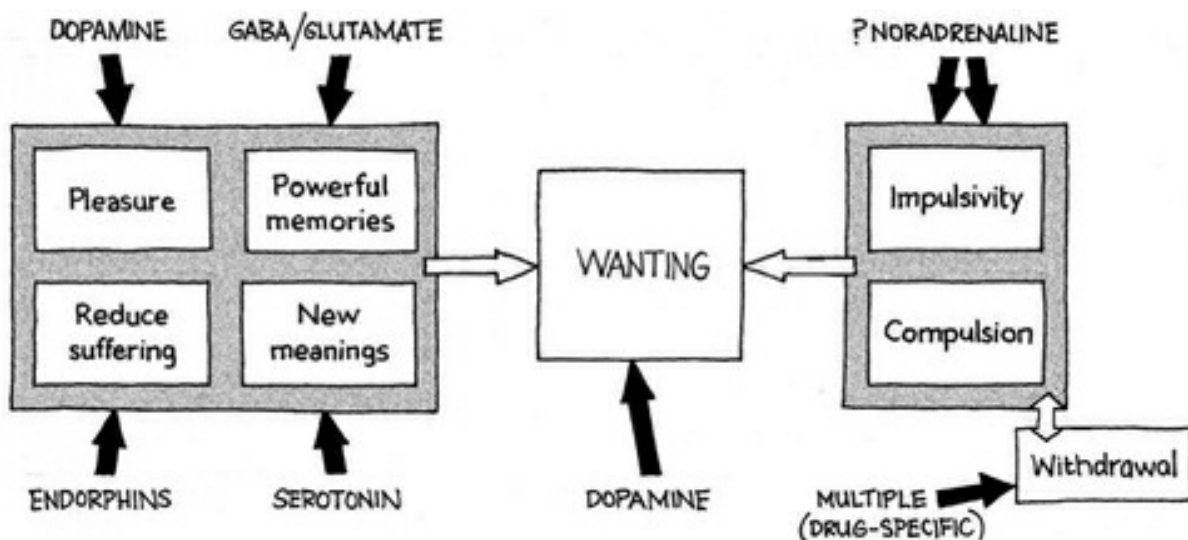 DOPAMINE
GABA/GLUTAMATE
? NORADRENALINE
Pleasure
Powerful
memories
Reduce
suffering
New
meanings
WANTING
Impulsivity
Compulsion
Withdrawal
ENDORPHINS
SEROTONIN
DOPAMINE
MULTIPLE
(DRUG-SPECIFIC)